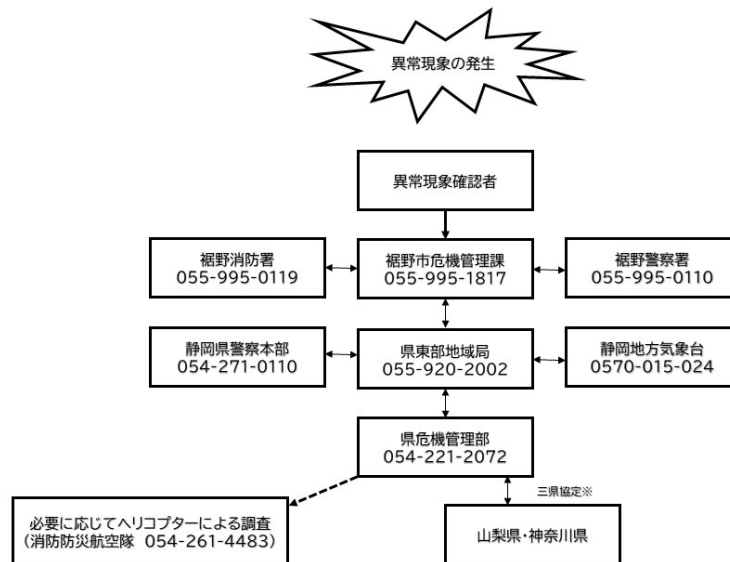 異常現象の発生
異常現象確認者
裾野消防署
055-995-0119
裾野市危機管理課
055-995-1817
裾野警察署
055-995-0110
静岡県警察本部
054-271-0110
県東部地域局
055-920-2002
静岡地方気象台
0570-015-024
県危機管理部
054-221-2072
三県協定※
必要に応じてヘリコプターによる調査
(消防防災航空隊 054-261-4483)
山梨県・神奈川県